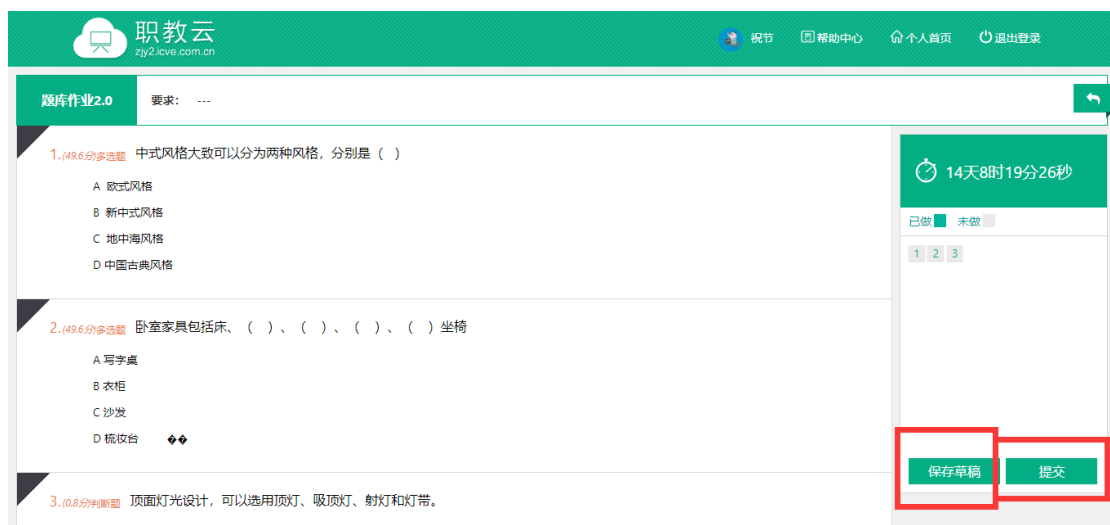 职教云
zjy2.icve.com.cn
祝节 帮助中心 个人首页 退出登录
题库作业2.0 要求： ---
1.(49.6分)多选题 中式风格大致可以分为两种风格，分别是（ ）
A 欧式风格
B 新中式风格
C 地中海风格
D 中国古典风格
14天8时19分26秒
已做 未做
1 2 3
2.(49.6分)多选题 卧室家具包括床、（ ）、（ ）、（ ）、（ ）坐椅
A 写字桌
B 衣柜
C 沙发
D 梳妆台 ��
保存草稿 提交
3.(0.8分)判断题 顶面灯光设计，可以选用顶灯、吸顶灯、射灯和灯带。